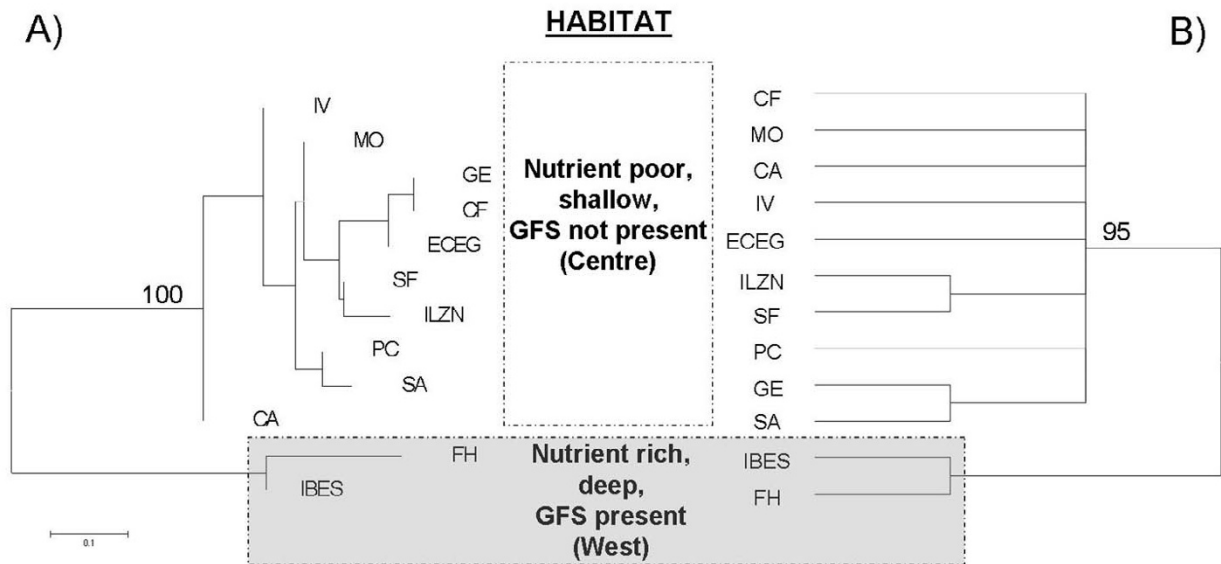 HABITAT
A)
B)
IV
MO
GE
CF
ECEG
SF
ILZN
PC
SA
CA
FH
IBES
100
0.1
Nutrient poor,
shallow,
GFS not present
(Centre)
Nutrient rich,
deep,
GFS present
(West)
CF
MO
CA
IV
ECEG
ILZN
SF
PC
GE
SA
IBES
FH
95